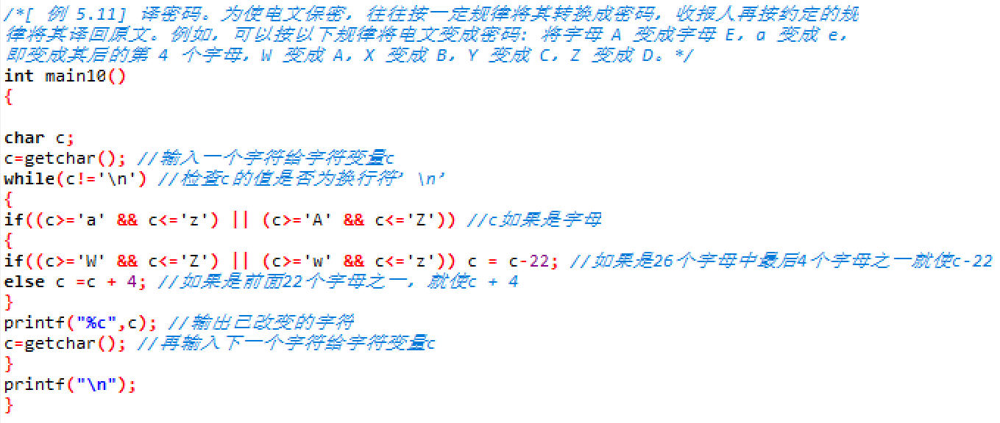 /*[ 例 5.11] 译密码。为使电文保密，往往按一定规律将其转换成密码，收报人再按约定的规
律将其译回原文。例如，可以按以下规律将电文变成密码：将字母 A 变成字母 E，a 变成 e，
即变成其后的第 4 个字母，W 变成 A，X 变成 B，Y 变成 C，Z 变成 D。*/
int main10()
{
char c;
c=getchar(); //输入一个字符给字符变量c
while(c!='\n') //检查c的值是否为换行符’ \n’
{
if((c>='a' && c<='z') || (c>='A' && c<='Z')) //c如果是字母
{
if((c>='W' && c<='Z') || (c>='w' && c<='z')) c = c-22; //如果是26个字母中最后4个字母之一就使c-22
else c =c + 4; //如果是前面22个字母之一，就使c + 4
}
printf("%c",c); //输出已改变的字符
c=getchar(); //再输入下一个字符给字符变量c
}
printf("\n");
}